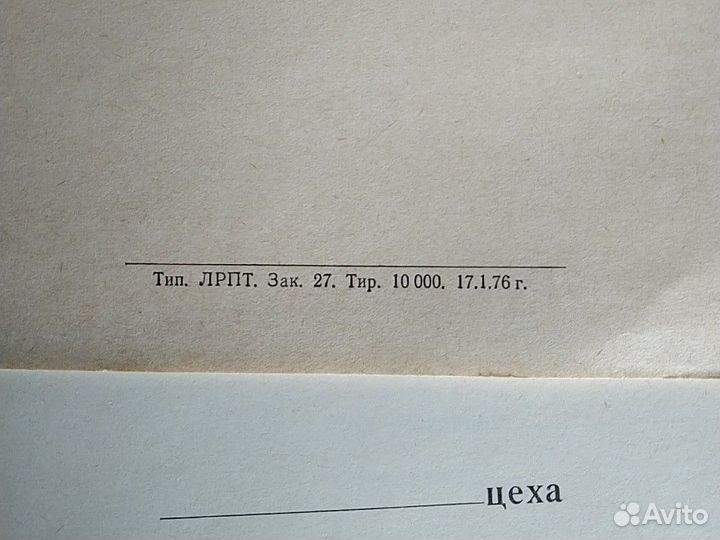 Тип. ЛРПТ. Зак. 27. Тир. 10 000. 17.1.76 г.
цеха
Avito